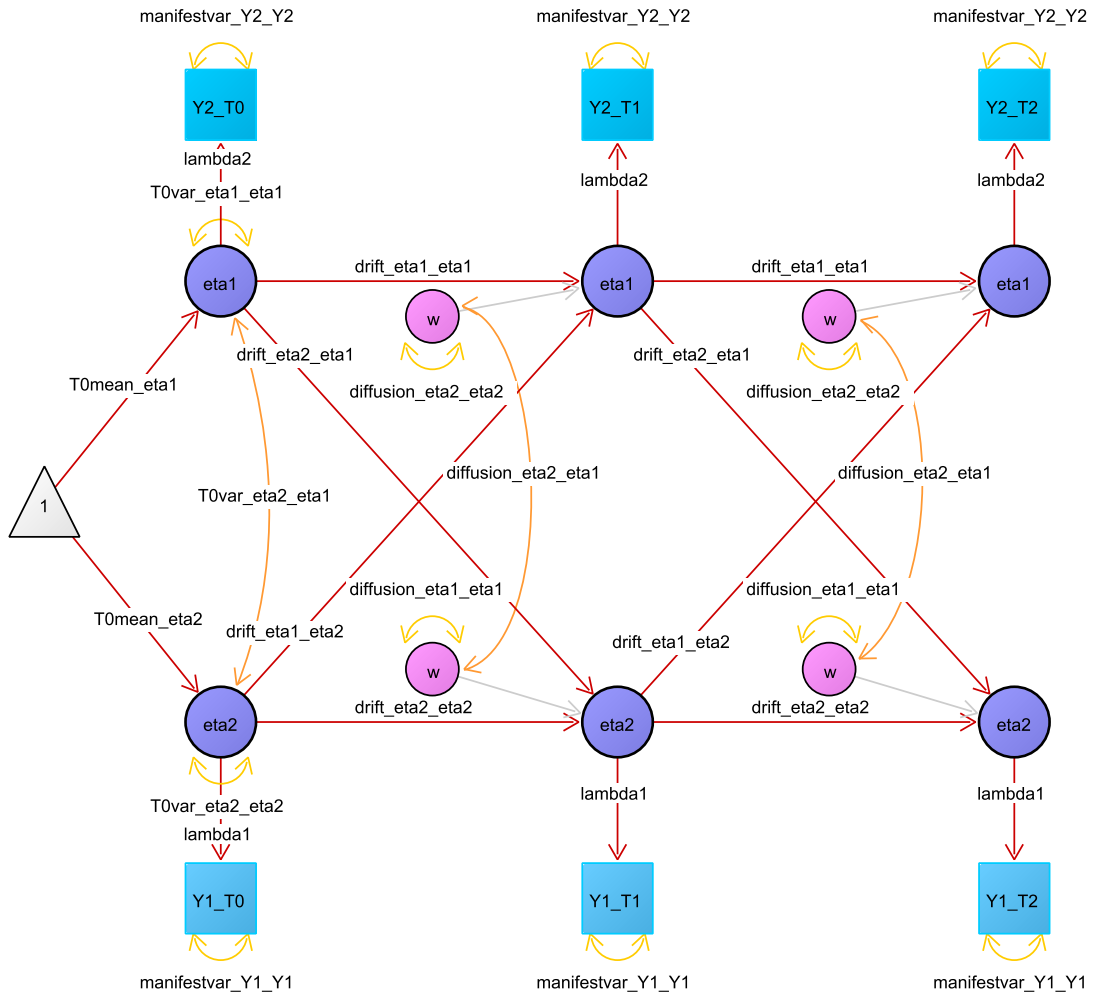 manifestvar_Y2_Y2
manifestvar_Y2_Y2
manifestvar_Y2_Y2
Y2_T0
Y2_T1
Y2_T2
lambda2
lambda2
lambda2
T0var_eta1_eta1
drift_eta1_eta1
drift_eta1_eta1
eta1
eta1
eta1
w
w
drift_eta2_eta1
drift_eta2_eta1
T0mean_eta1
diffusion_eta2_eta2
diffusion_eta2_eta2
diffusion_eta2_eta1
diffusion_eta2_eta1
T0var_eta2_eta1
1
diffusion_eta1_eta1
diffusion_eta1_eta1
T0mean_eta2
drift_eta1_eta2
drift_eta1_eta2
w
w
drift_eta2_eta2
drift_eta2_eta2
eta2
eta2
eta2
T0var_eta2_eta2
lambda1
lambda1
lambda1
Y1_T0
Y1_T1
Y1_T2
manifestvar_Y1_Y1
manifestvar_Y1_Y1
manifestvar_Y1_Y1